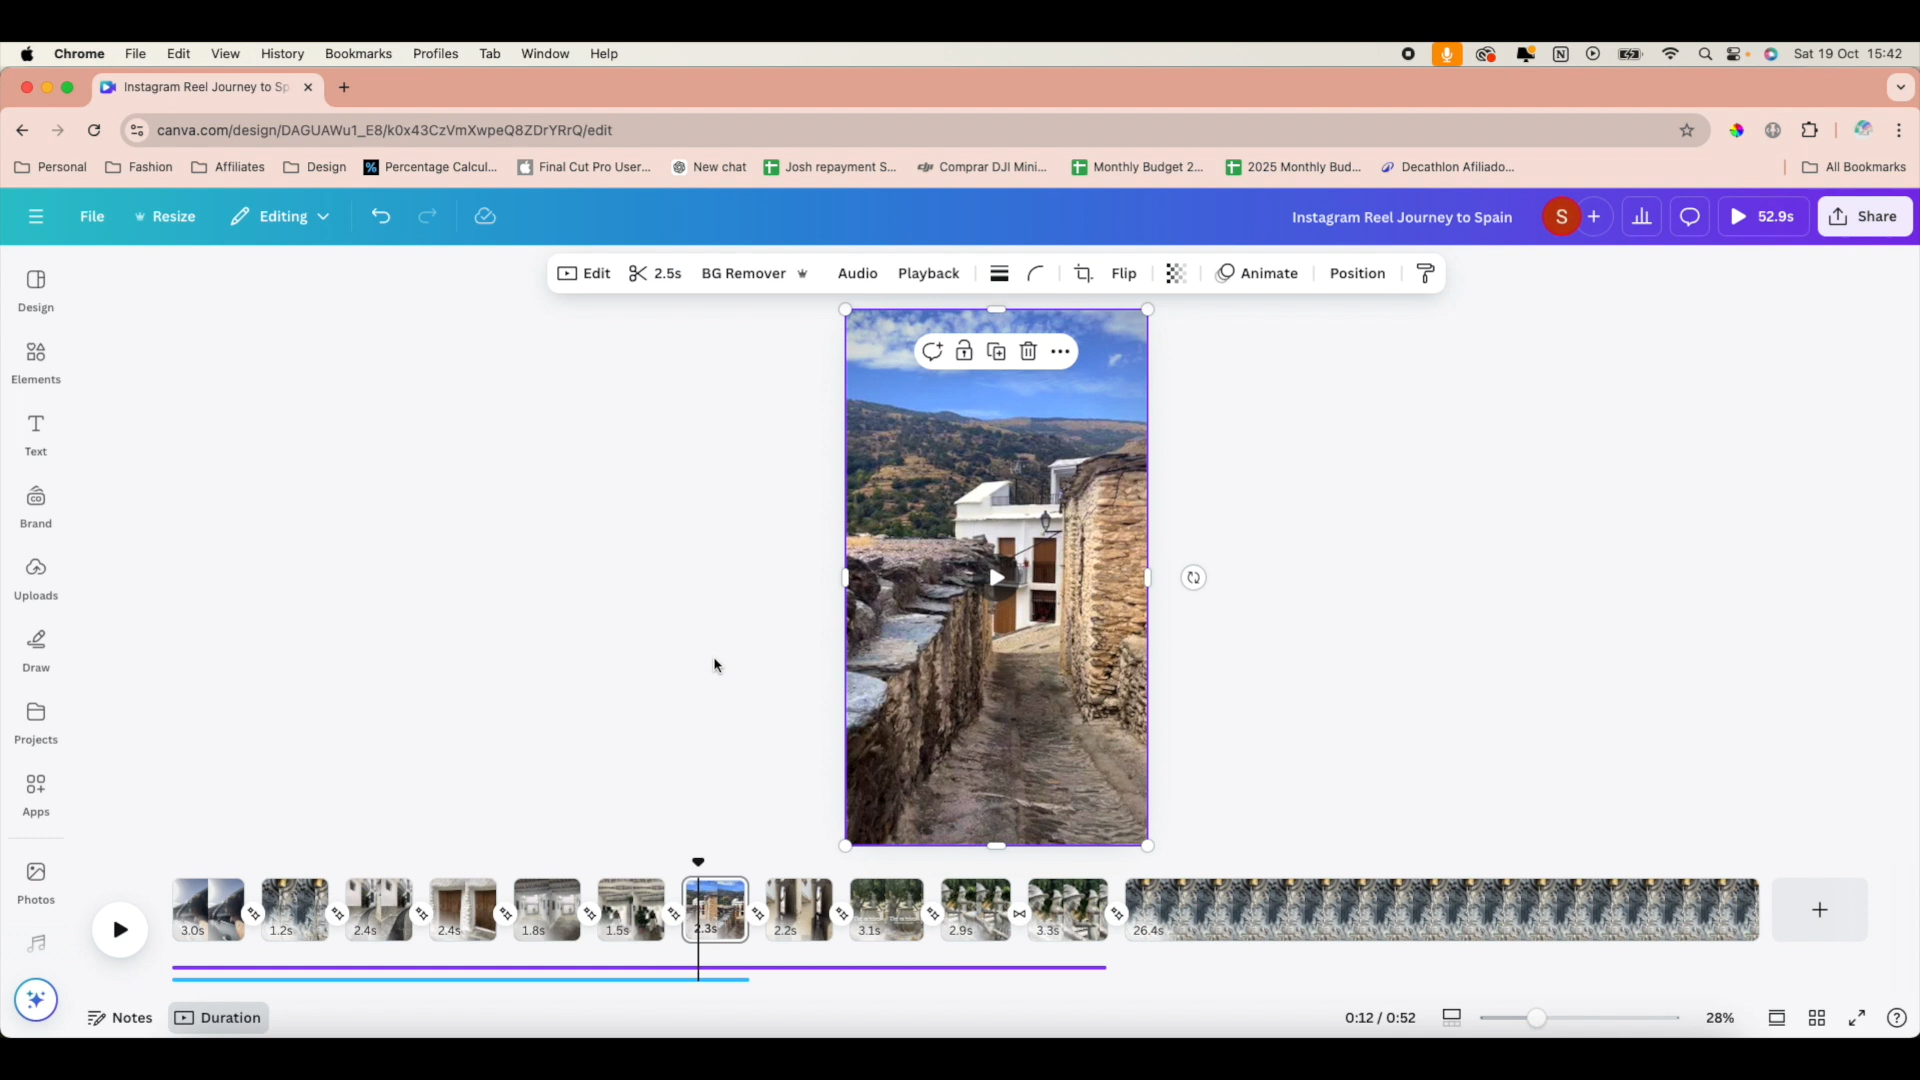 Chrome File Edit View History Bookmarks Profiles Tab Window Help Sat 19 Oct 15:42
Instagram Reel Journey to Sp
canva.com/design/DAGUAWu1_E8/k0x43CzVmXwpeQ8ZDrYRrQ/edit
Personal Fashion Affiliates Design Percentage Calcul... Final Cut Pro User... New chat Josh repayment S... Comprar DJI Mini... Monthly Budget 2... 2025 Monthly Bud... Decathlon Afiliado... All Bookmarks
File Resize Editing Instagram Reel Journey to Spain S 52.9s Share
Edit 2.5s BG Remover Audio Playback Flip Animate Position
Design
Elements
Text
Brand
Uploads
Draw
Projects
Apps
Photos
3.0s 1.2s 2.4s 2.4s 1.8s 1.5s 2.3s 2.2s 3.1s 2.9s 3.3s 26.4s
Notes Duration 0:12 / 0:52 28%